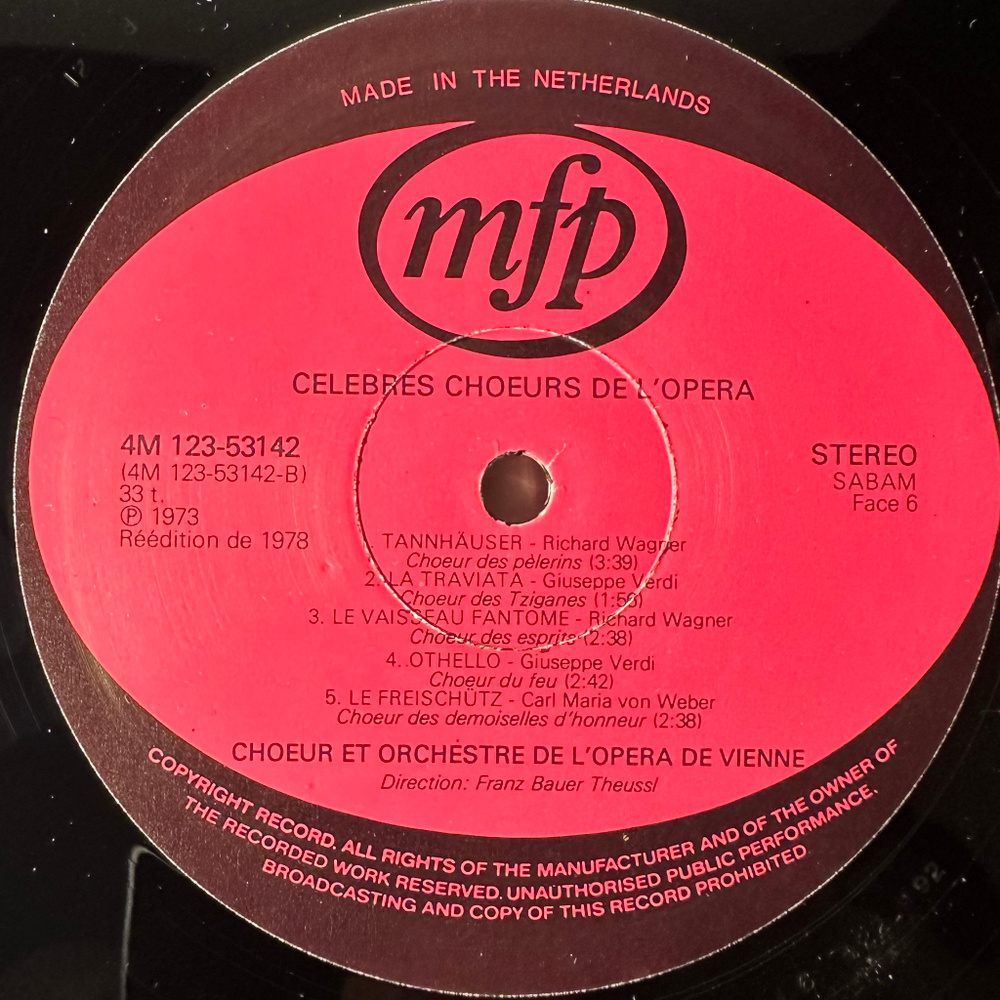 MADE IN THE NETHERLANDS
mfp
CELEBRES CHOEURS DE L'OPERA
4M 123-53142
(4M 123-53142-B)
33 t.
℗ 1973
Réédition de 1978
STEREO
SABAM
Face 6
TANNHÄUSER - Richard Wagner
Choeur des pèlerins (3:39)
2. LA TRAVIATA - Giuseppe Verdi
Choeur des Tziganes (1:56)
3. LE VAISSEAU FANTOME - Richard Wagner
Choeur des esprits (2:38)
4. OTHELLO - Giuseppe Verdi
Choeur du feu (2:42)
5. LE FREISCHÜTZ - Carl Maria von Weber
Choeur des demoiselles d'honneur (2:38)
CHOEUR ET ORCHESTRE DE L'OPERA DE VIENNE
Direction: Franz Bauer Theussl
COPYRIGHT RECORD. ALL RIGHTS OF THE MANUFACTURER AND OF THE OWNER OF
THE RECORDED WORK RESERVED. UNAUTHORISED PUBLIC PERFORMANCE,
BROADCASTING AND COPY OF THIS RECORD PROHIBITED